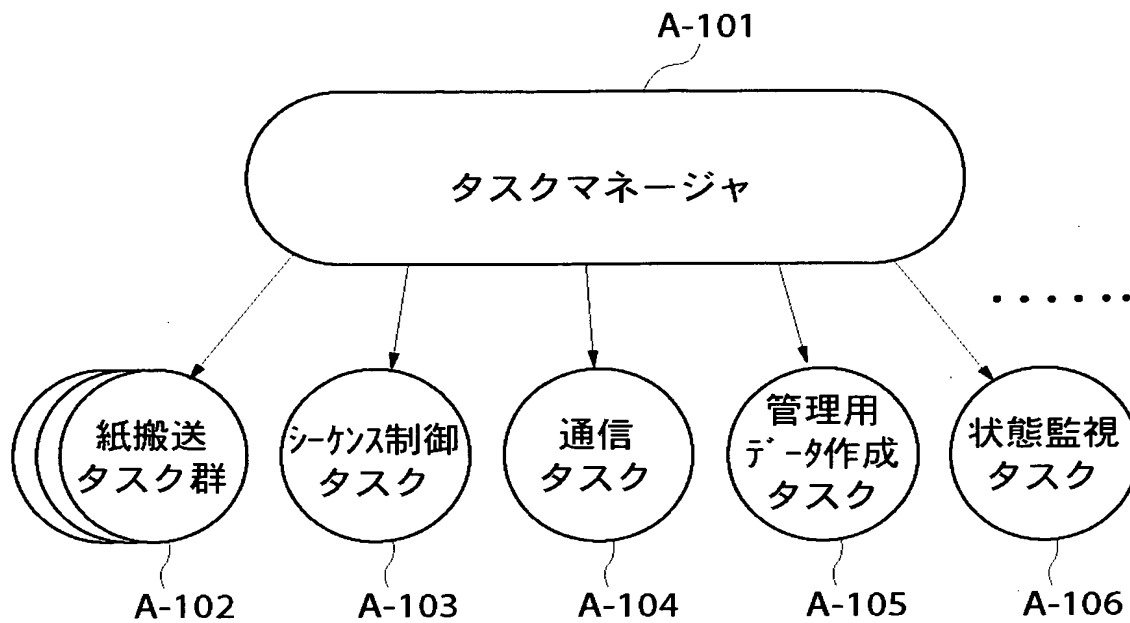 A-101
タスクマネージャ
......
紙搬送
タスク群
ｼｰｹﾝｽ制御
タスク
通信
タスク
管理用
ﾃﾞｰﾀ作成
タスク
状態監視
タスク
A-102
A-103
A-104
A-105
A-106